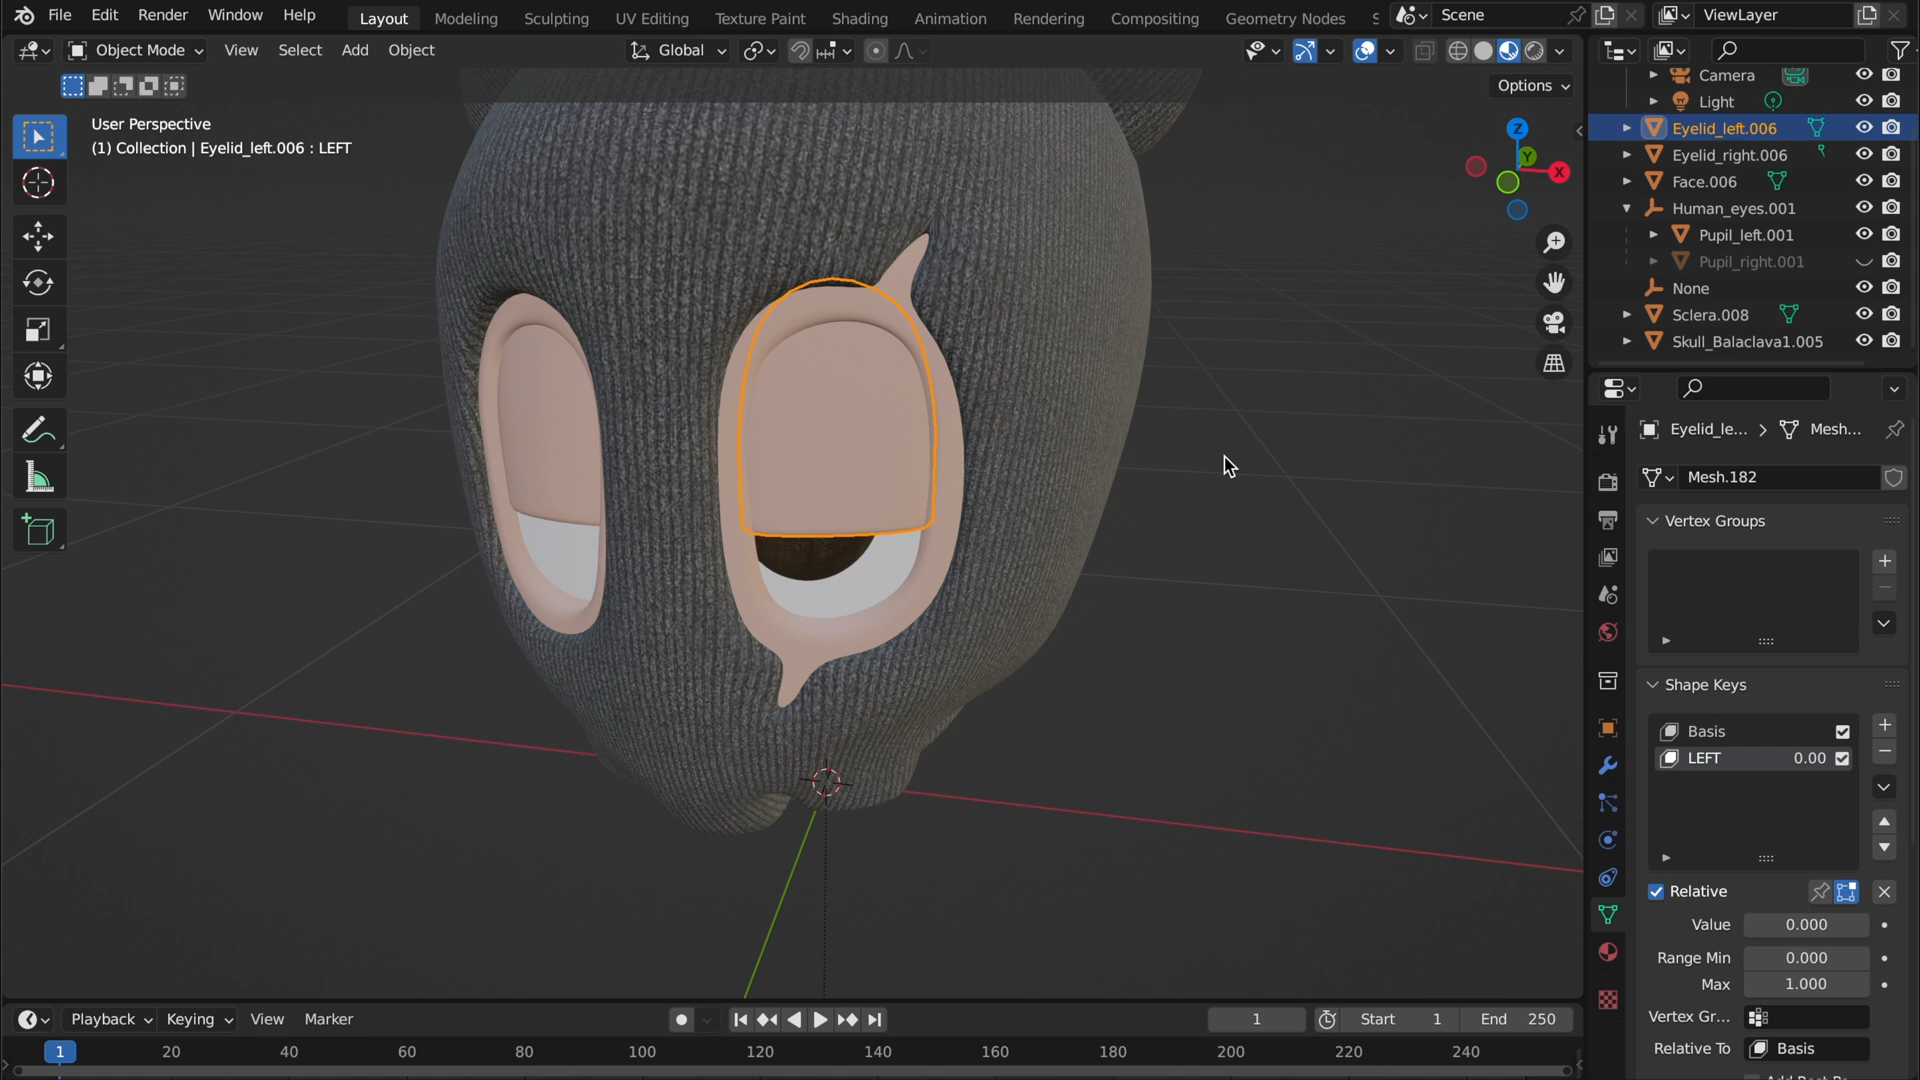 File Edit Render Window Help
Layout Modeling Sculpting UV Editing Texture Paint Shading Animation Rendering Compositing Geometry Nodes S
Scene
ViewLayer
Object Mode View Select Add Object
Global
Options
User Perspective
(1) Collection | Eyelid_left.006 : LEFT
Z
Y
X
Camera
Light
Eyelid_left.006
Eyelid_right.006
Face.006
Human_eyes.001
Pupil_left.001
Pupil_right.001
None
Sclera.008
Skull_Balaclava1.005
Eyelid_le... > Mesh...
Mesh.182
Vertex Groups
Shape Keys
Basis
LEFT 0.00
Relative
Value 0.000
Range Min 0.000
Max 1.000
Vertex Gr...
Relative To Basis
Playback Keying View Marker
1
Start 1
End 250
1 20 40 60 80 100 120 140 160 180 200 220 240